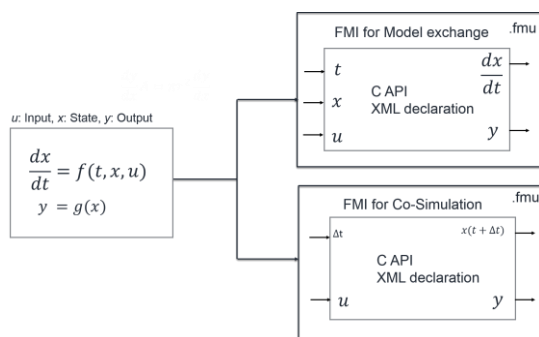 u: Input, x: State, y: Output
dx/dt = f(t, x, u)
y = g(x)
FMI for Model exchange
.fmu
t
dx/dt
x
C API
XML declaration
u
y
FMI for Co-Simulation
.fmu
Δt
x(t + Δt)
C API
XML declaration
u
y